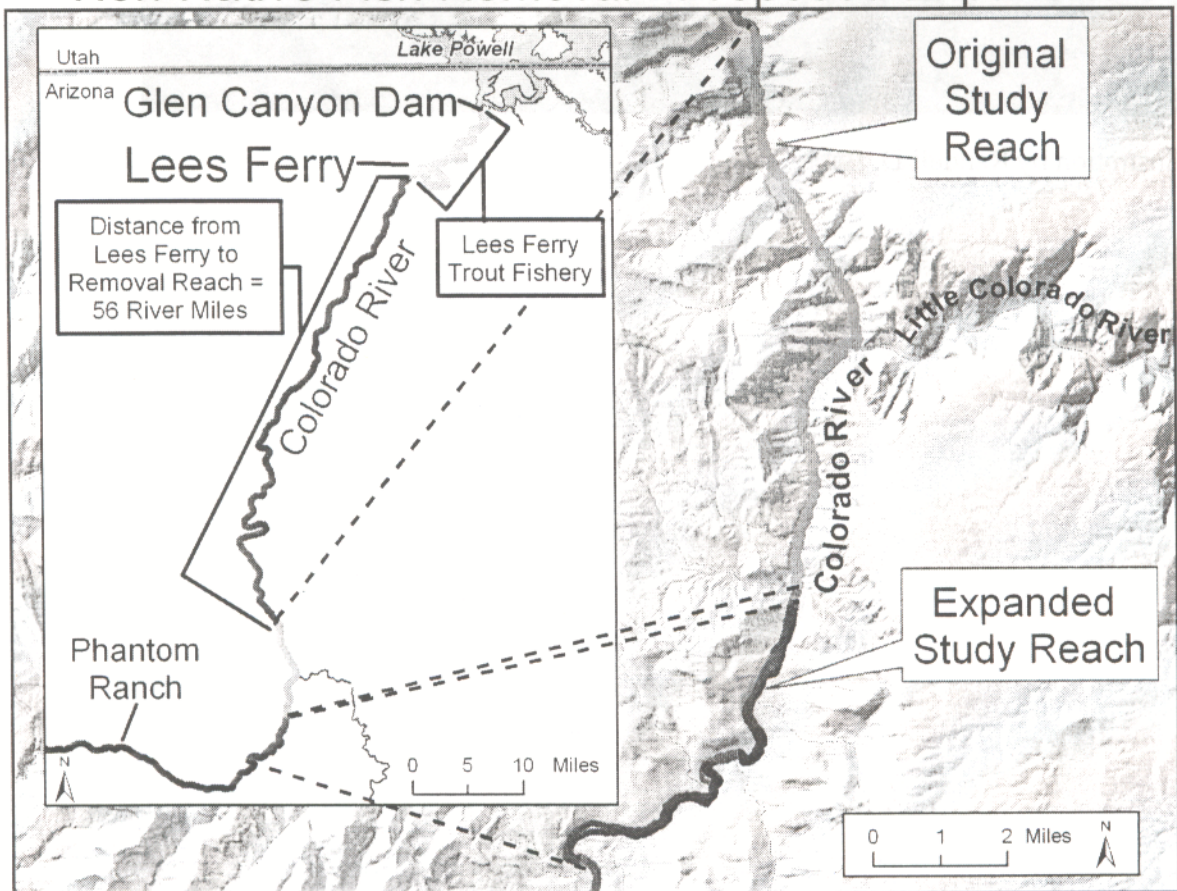 Utah
Arizona
Lake Powell
Glen Canyon Dam
Lees Ferry
Distance from
Lees Ferry to
Removal Reach =
56 River Miles
Lees Ferry
Trout Fishery
Colorado River
Phantom
Ranch
N
0 5 10 Miles
Original
Study
Reach
Little Colorado River
Colorado River
Expanded
Study Reach
0 1 2 Miles
N